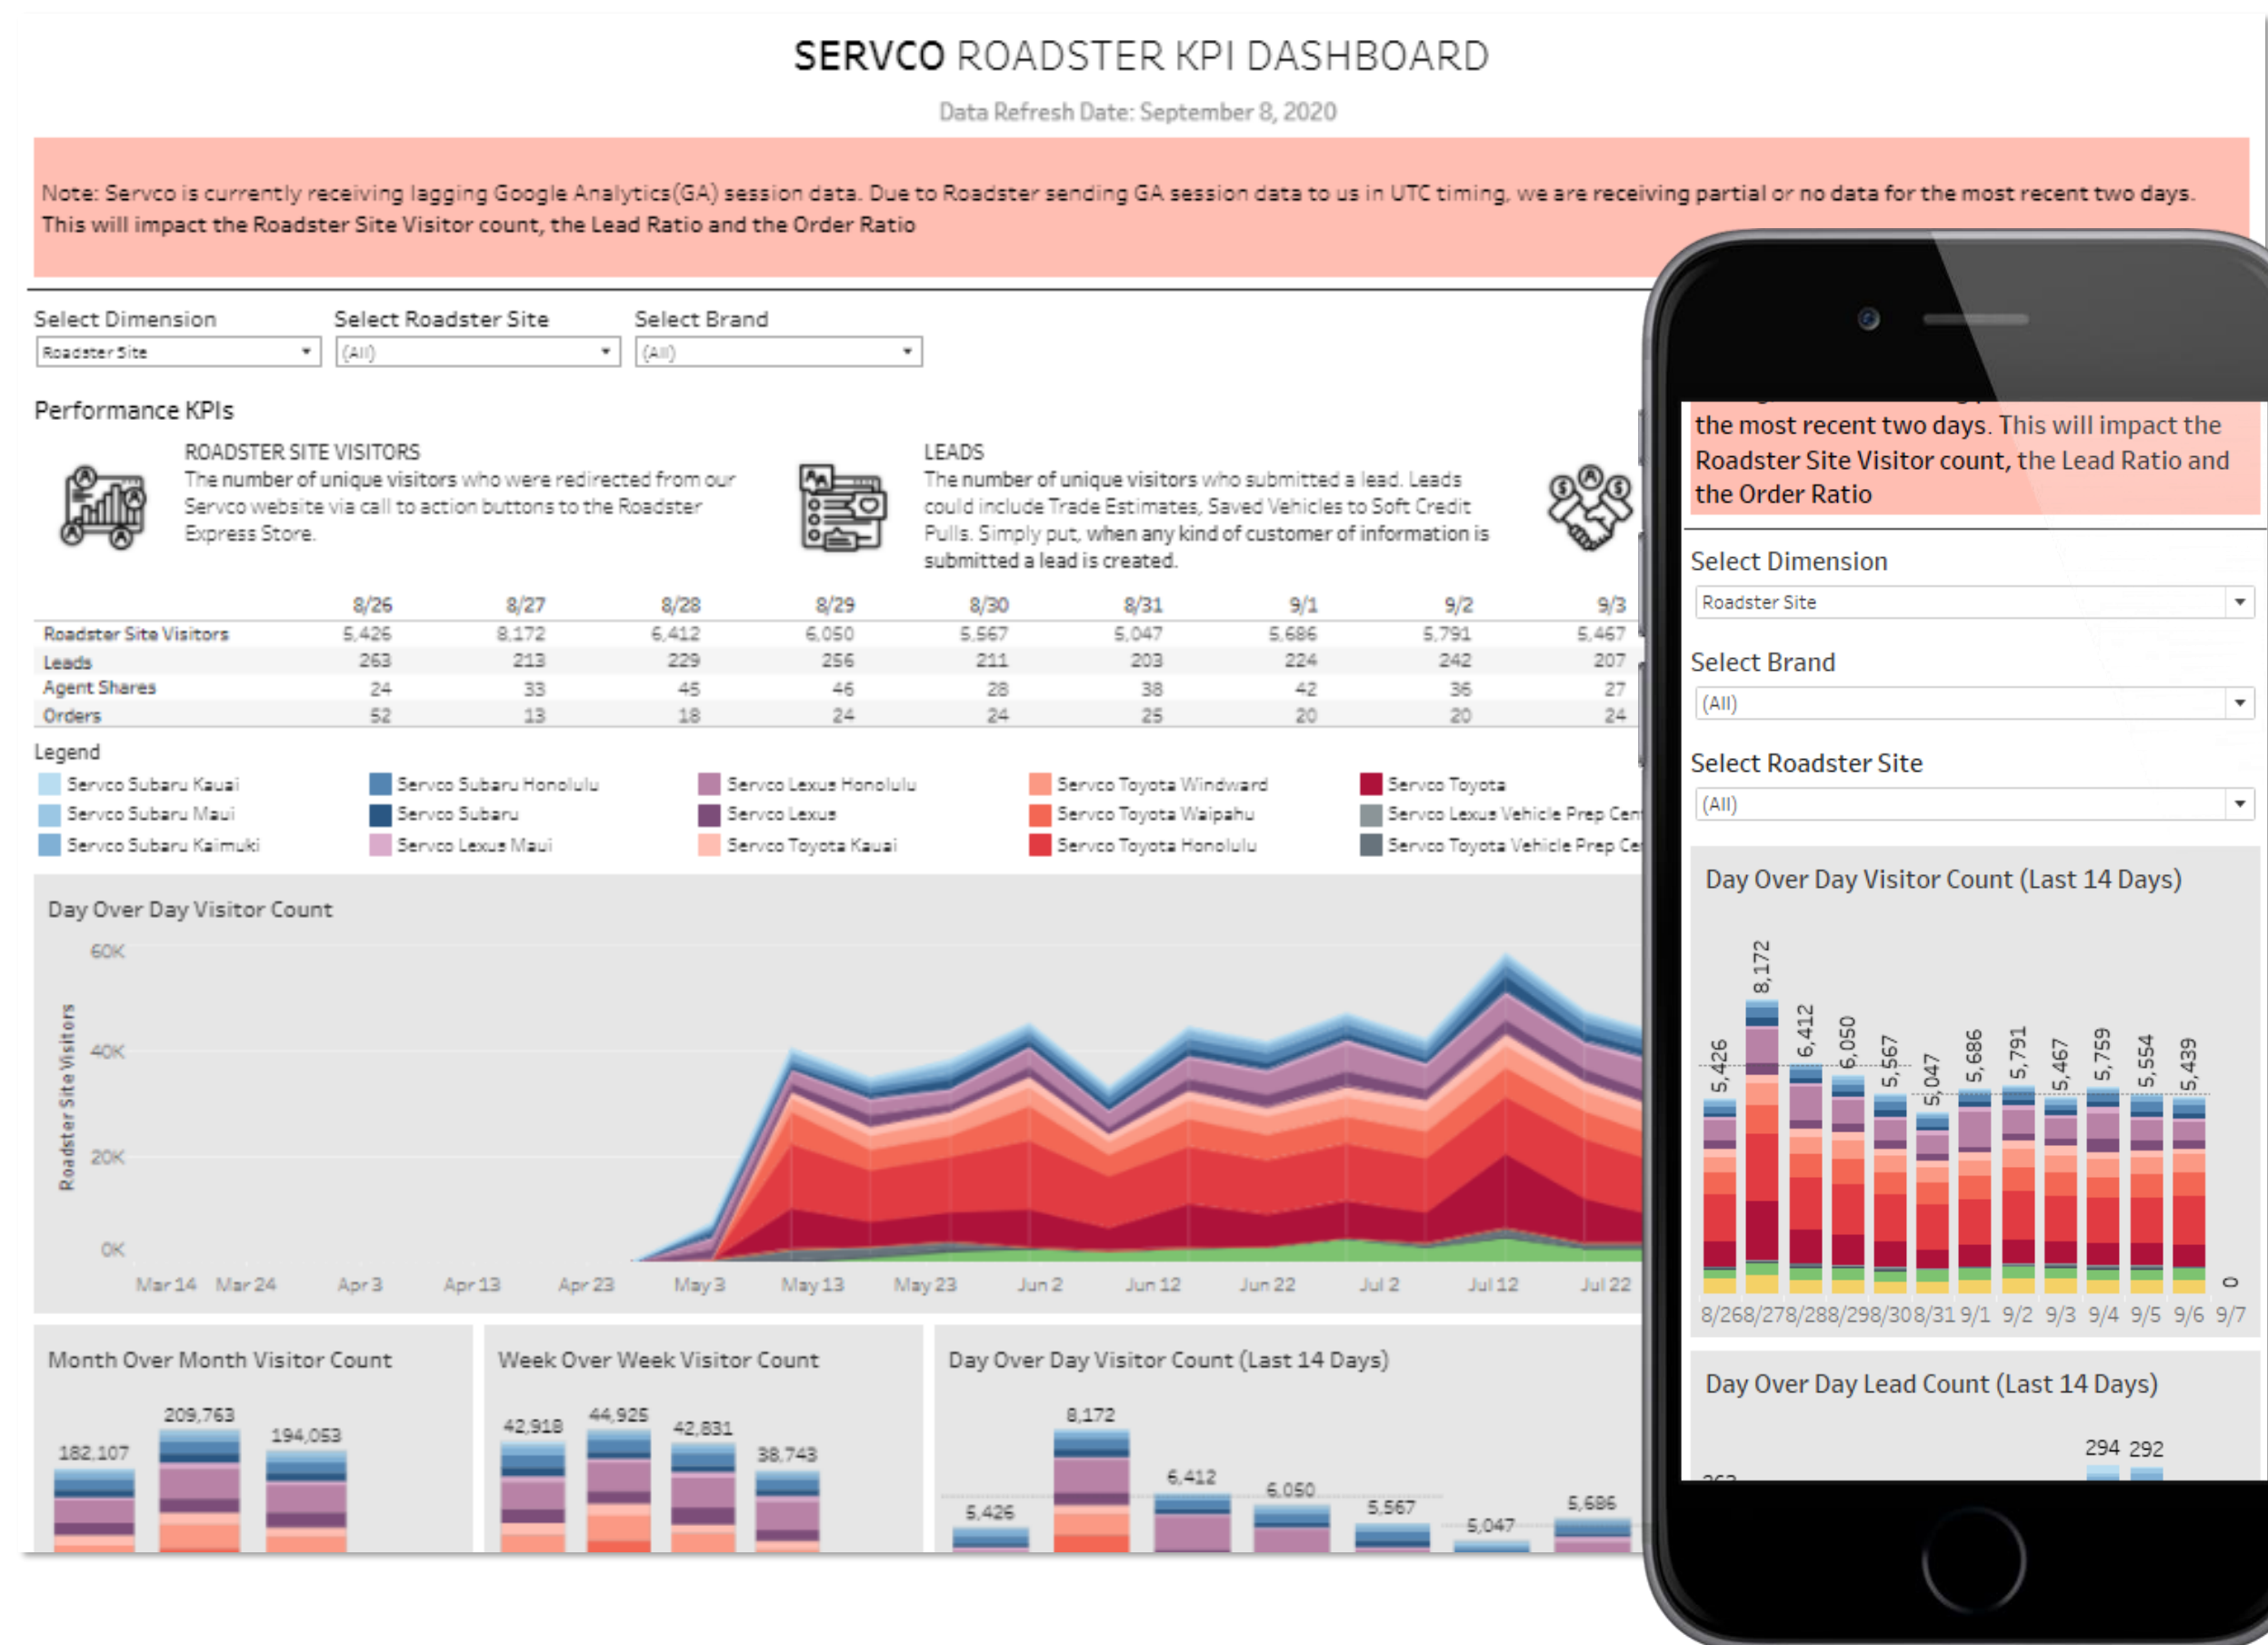 SERVCO ROADSTER KPI DASHBOARD
Data Refresh Date: September 8, 2020
Note: Servco is currently receiving lagging Google Analytics(GA) session data. Due to Roadster sending GA session data to us in UTC timing, we are receiving partial or no data for the most recent two days.
This will impact the Roadster Site Visitor count, the Lead Ratio and the Order Ratio
Select Dimension Select Roadster Site Select Brand
Roadster Site (All) (All)
Performance KPIs
ROADSTER SITE VISITORS
The number of unique visitors who were redirected from our
Servco website via call to action buttons to the Roadster
Express Store.
LEADS
The number of unique visitors who submitted a lead. Leads
could include Trade Estimates, Saved Vehicles to Soft Credit
Pulls. Simply put, when any kind of customer of information is
submitted a lead is created.
8/26 8/27 8/28 8/29 8/30 8/31 9/1 9/2 9/3
Roadster Site Visitors 5,426 8,172 6,412 6,050 5,567 5,047 5,686 5,791 5,467
Leads 263 213 229 256 211 203 224 242 207
Agent Shares 24 33 45 46 28 38 42 36 27
Orders 52 13 18 24 24 25 20 20 24
Legend
Servco Subaru Kauai Servco Subaru Honolulu Servco Lexus Honolulu Servco Toyota Windward Servco Toyota
Servco Subaru Maui Servco Subaru Servco Lexus Servco Toyota Waipahu Servco Lexus Vehicle Prep Cen
Servco Subaru Kaimuki Servco Lexus Maui Servco Toyota Kauai Servco Toyota Honolulu Servco Toyota Vehicle Prep Ce
Day Over Day Visitor Count
Roadster Site Visitors
60K
40K
20K
0K
Mar 14 Mar 24 Apr 3 Apr 13 Apr 23 May 3 May 13 May 23 Jun 2 Jun 12 Jun 22 Jul 2 Jul 12 Jul 22
Month Over Month Visitor Count
182,107 209,763 194,053
Week Over Week Visitor Count
42,918 44,925 42,831 38,743
Day Over Day Visitor Count (Last 14 Days)
5,426 8,172 6,412 6,050 5,567 5,047 5,686
the most recent two days. This will impact the
Roadster Site Visitor count, the Lead Ratio and
the Order Ratio
Select Dimension
Roadster Site
Select Brand
(All)
Select Roadster Site
(All)
Day Over Day Visitor Count (Last 14 Days)
5,426 8,172 6,412 6,050 5,567 5,047 5,686 5,791 5,467 5,759 5,554 5,439 0
8/26 8/27 8/28 8/29 8/30 8/31 9/1 9/2 9/3 9/4 9/5 9/6 9/7
Day Over Day Lead Count (Last 14 Days)
294 292